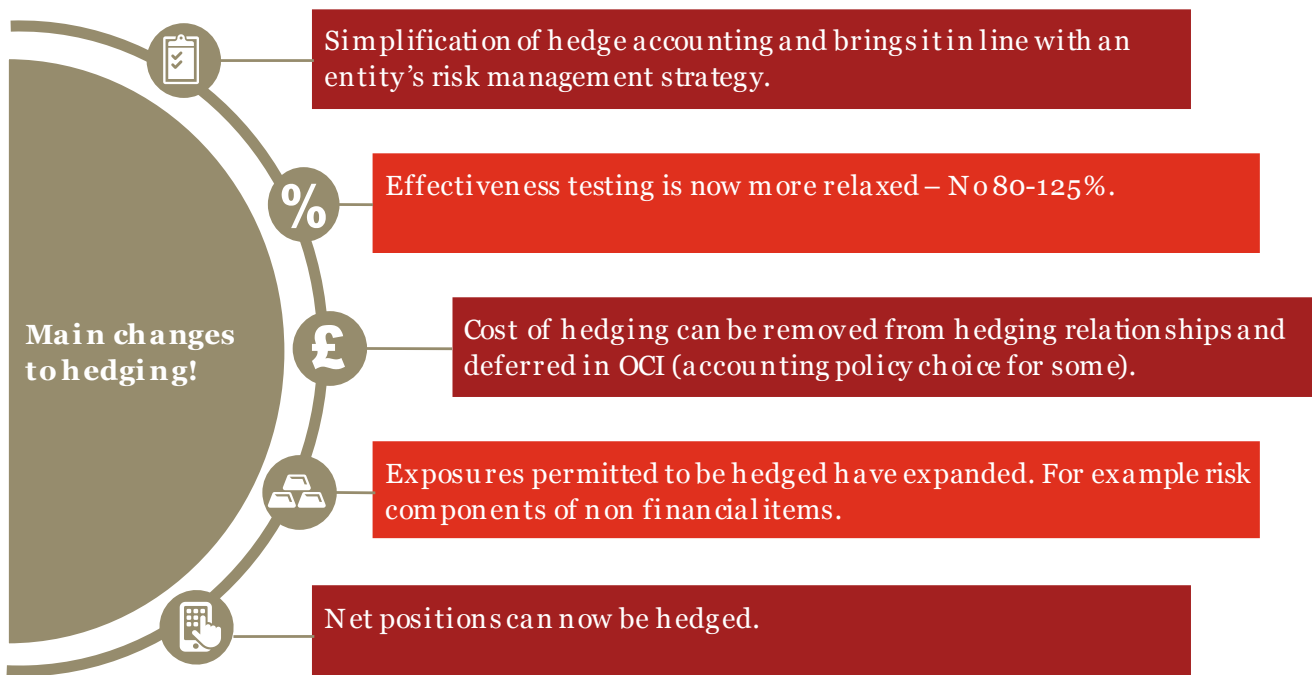 Simplification of hedge accounting and brings it in line with an
entity’s risk management strategy.
%
Effectiveness testing is now more relaxed – No 80-125%.
Main changes
to hedging!
£
Cost of hedging can be removed from hedging relationships and
deferred in OCI (accounting policy choice for some).
Exposures permitted to be hedged have expanded. For example risk
components of non financial items.
Net positions can now be hedged.